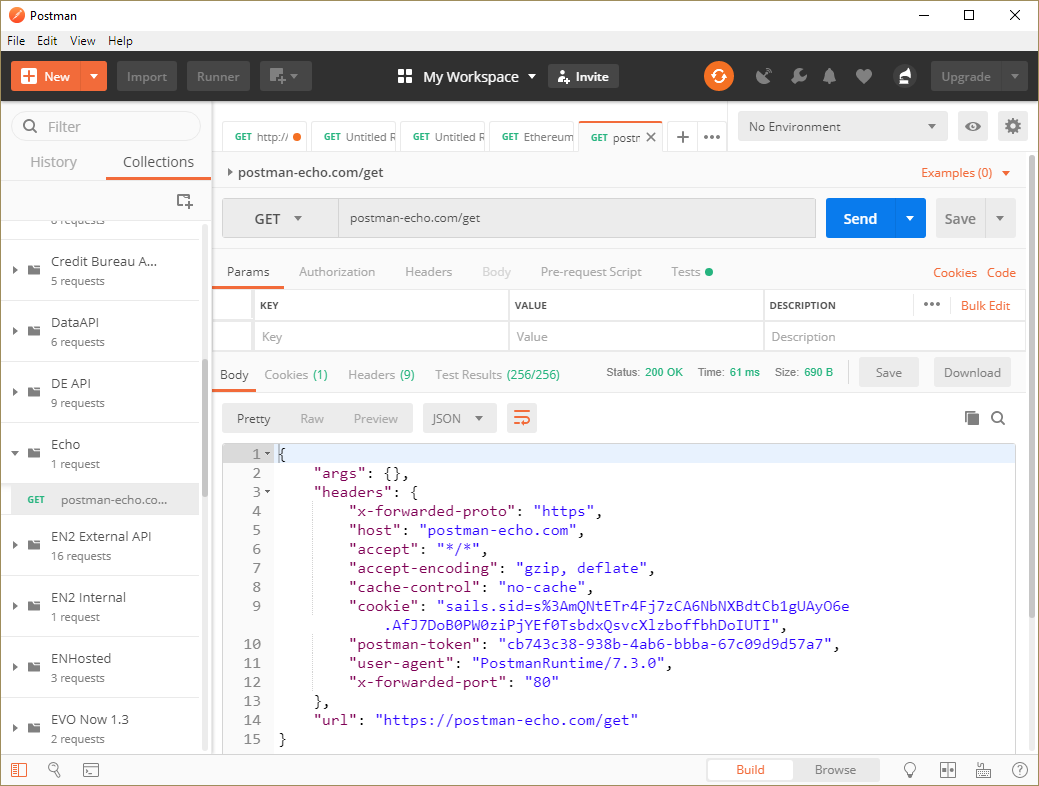 Postman
File Edit View Help
New Import Runner My Workspace Invite Upgrade
Filter
History Collections
GET http:// GET Untitled R GET Untitled R GET Ethereum GET postr
No Environment
postman-echo.com/get Examples (0)
GET postman-echo.com/get Send Save
Params Authorization Headers Body Pre-request Script Tests Cookies Code
KEY VALUE DESCRIPTION Bulk Edit
Key Value Description
Body Cookies (1) Headers (9) Test Results (256/256) Status: 200 OK Time: 61 ms Size: 690 B Save Download
Pretty Raw Preview JSON
6 requests
Credit Bureau A...
5 requests
DataAPI
6 requests
DE API
9 requests
Echo
1 request
GET postman-echo.co...
EN2 External API
16 requests
EN2 Internal
1 request
ENHosted
3 requests
EVO Now 1.3
2 requests
1 {
2 "args": {},
3 "headers": {
4 "x-forwarded-proto": "https",
5 "host": "postman-echo.com",
6 "accept": "*/*",
7 "accept-encoding": "gzip, deflate",
8 "cache-control": "no-cache",
9 "cookie": "sails.sid=s%3AmQNtETr4Fj7zCA6NbNXBdtCb1gUAyO6e
.AfJ7DoB0PW0ziPjYEf0TsbdxQsvcXlzboffbhDoIUTI",
10 "postman-token": "cb743c38-938b-4ab6-bbba-67c09d9d57a7",
11 "user-agent": "PostmanRuntime/7.3.0",
12 "x-forwarded-port": "80"
13 },
14 "url": "https://postman-echo.com/get"
15 }
Build Browse